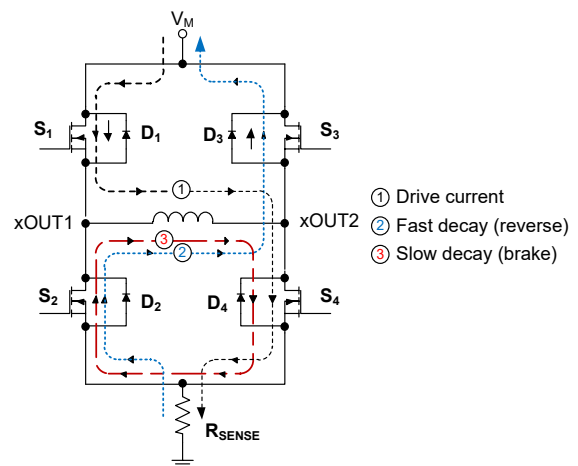 VM
S1
D1
D3
S3
1
xOUT1
xOUT2
1 Drive current
2 Fast decay (reverse)
3 Slow decay (brake)
3
2
S2
D2
D4
S4
RSENSE